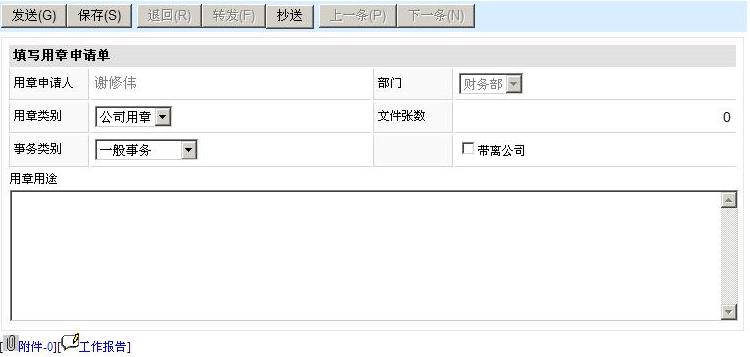 发送(G) 保存(S) 退回(R) 转发(F) 抄送 上一条(P) 下一条(N)
填写用章申请单
用章申请人 谢修伟 部门 财务部
用章类别 公司用章 文件张数 0
事务类别 一般事务 带离公司
用章用途
[附件-0][工作报告]